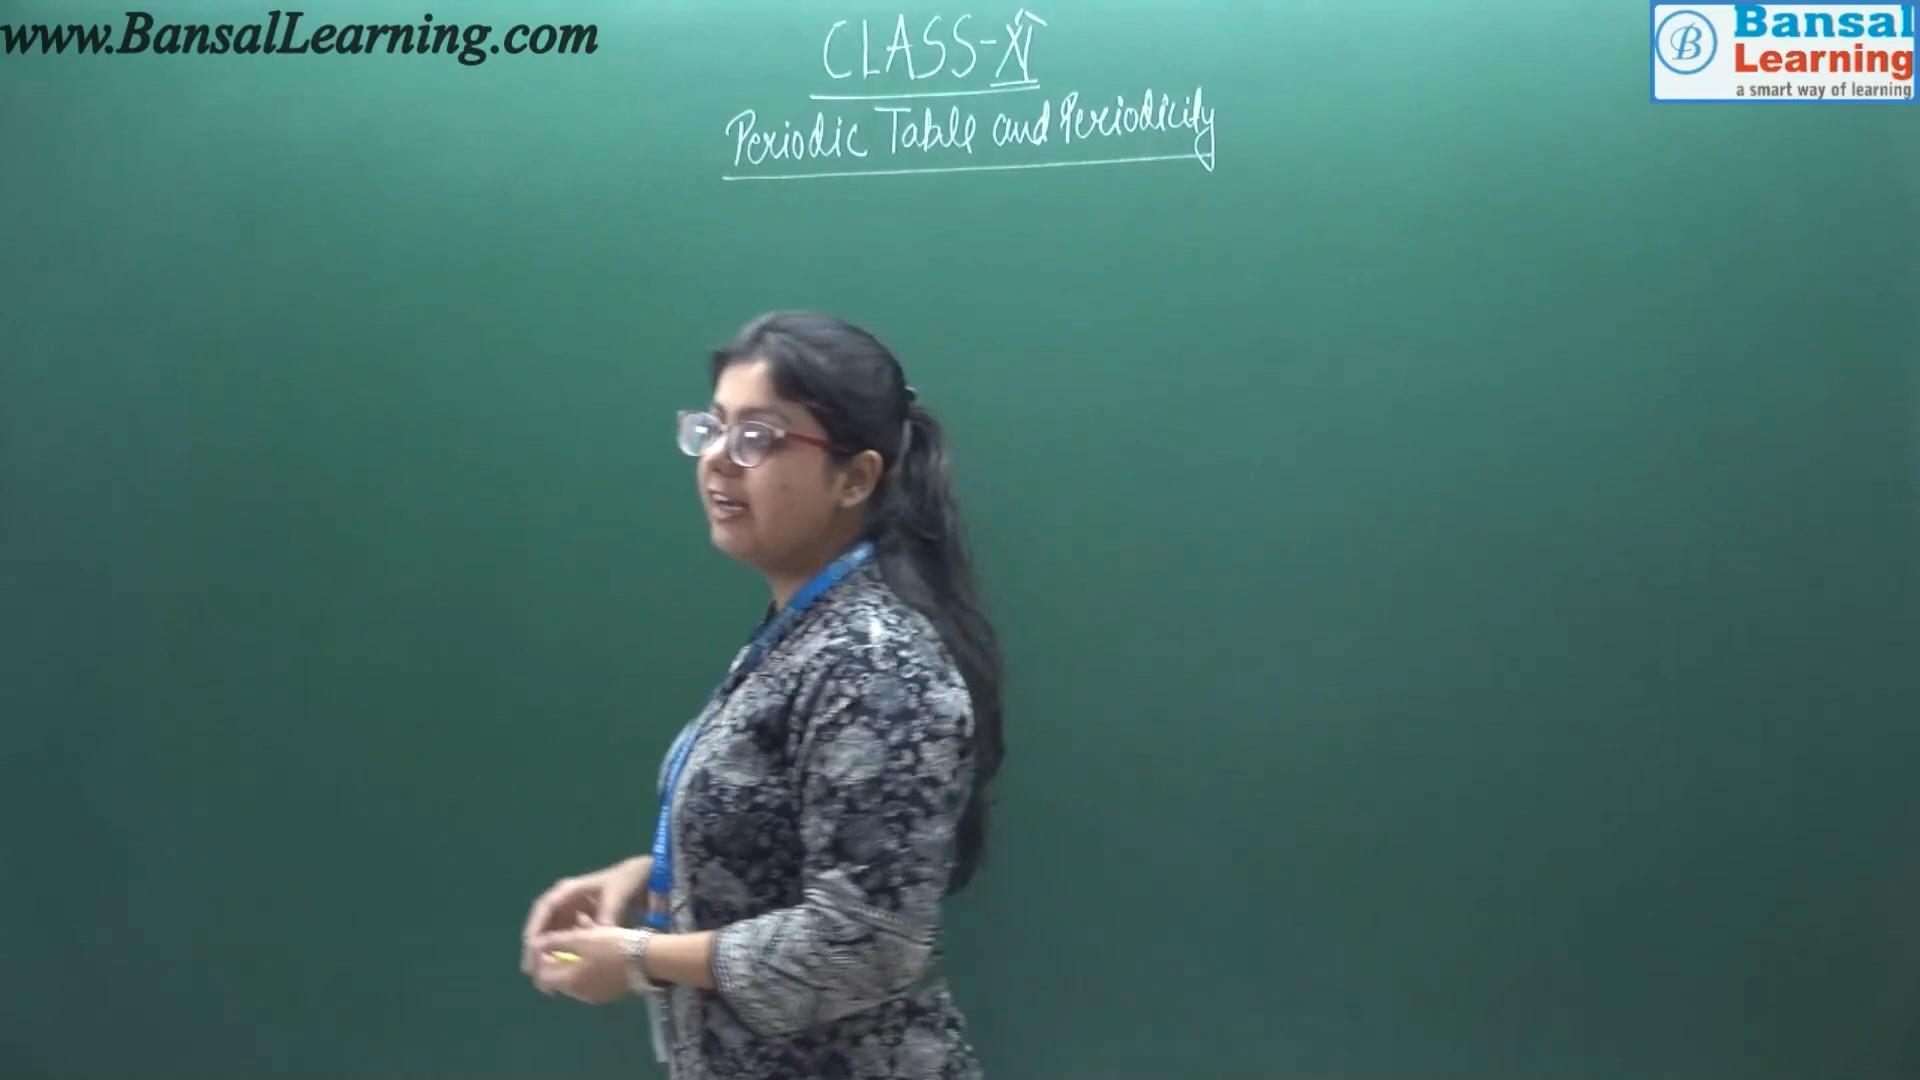 www.BansalLearning.com
CLASS-XI
Periodic Table and Periodicity
B
Bansal
Learning
a smart way of learning